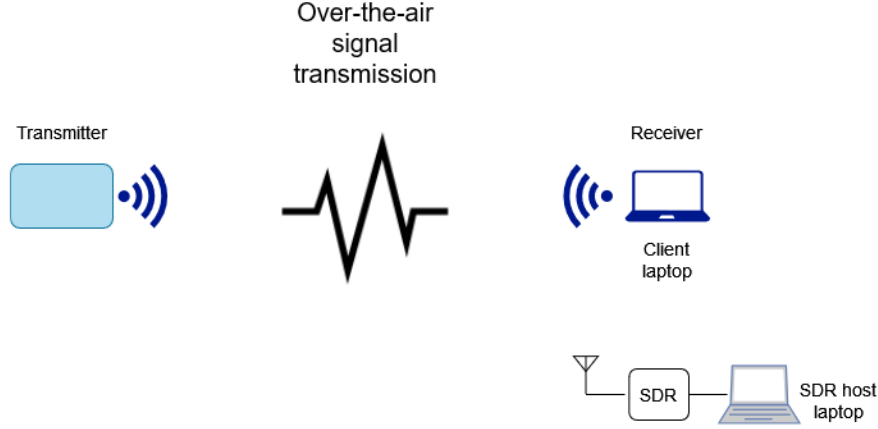 Over-the-air
signal
transmission
Transmitter
Receiver
Client
laptop
SDR
SDR host
laptop